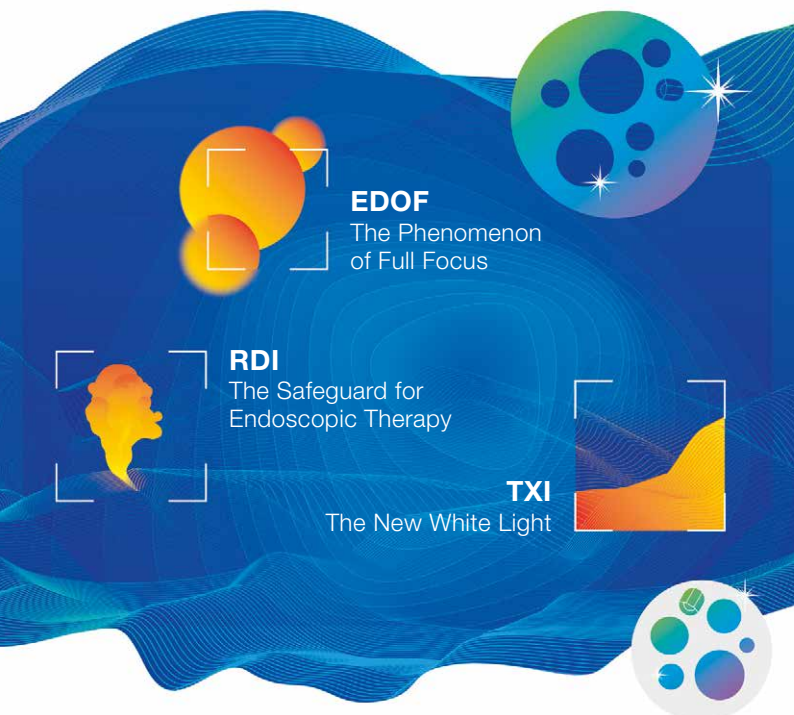 EDOF
The Phenomenon
of Full Focus
RDI
The Safeguard for
Endoscopic Therapy
TXI
The New White Light